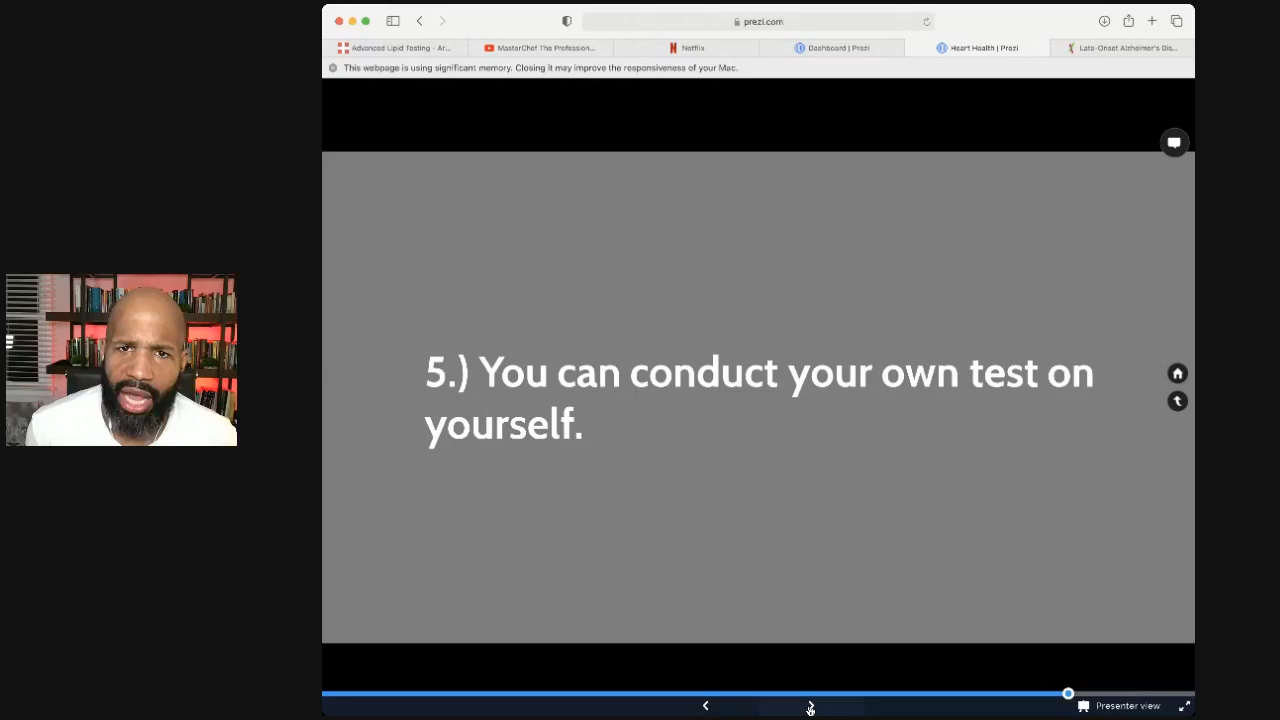 prezi.com
Advanced Lipid Testing - Ar...
MasterChef The Profession...
Netflix
Dashboard | Prezi
Heart Health | Prezi
Late-Onset Alzheimer's Dis...
This webpage is using significant memory. Closing it may improve the responsiveness of your Mac.
5.) You can conduct your own test on
yourself.
Presenter view